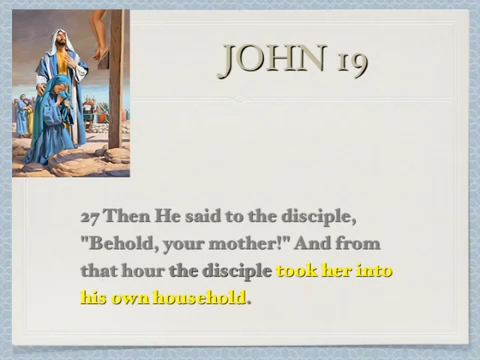 JOHN 19
27 Then He said to the disciple,
"Behold, your mother!" And from
that hour the disciple took her into
his own household.